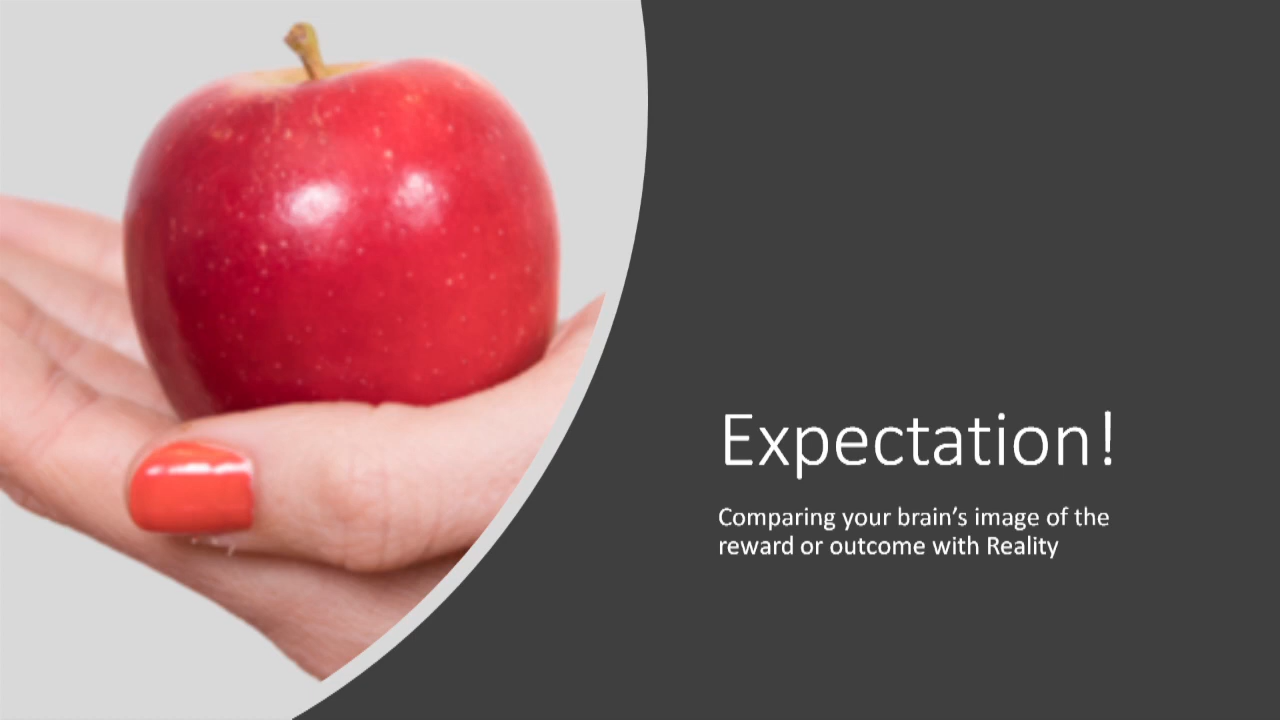 Expectation!
Comparing your brain’s image of the
reward or outcome with Reality